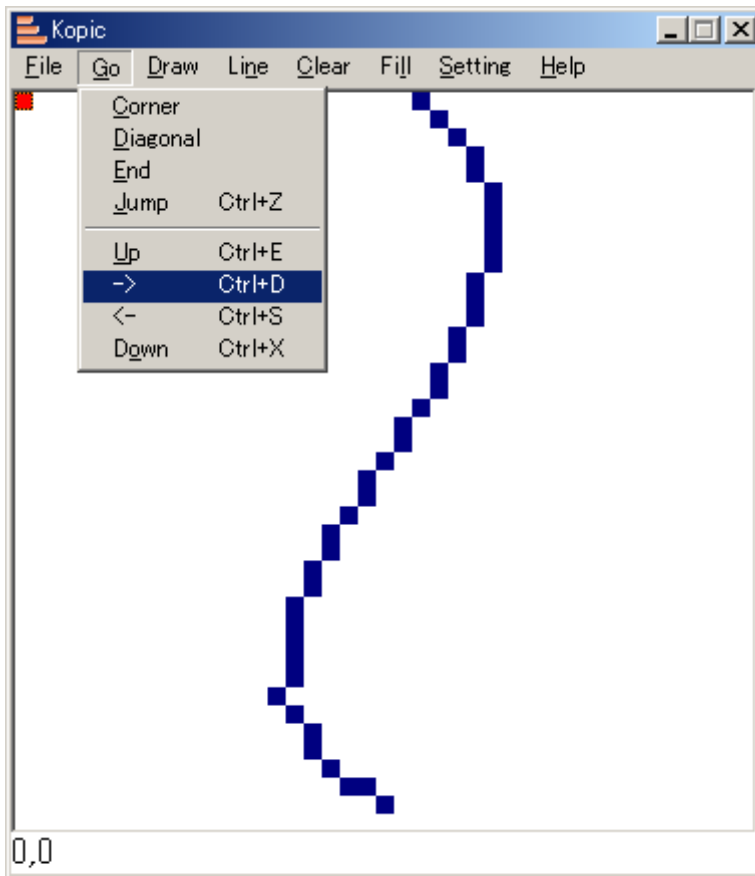 Kopic
File Go Draw Line Clear Fill Setting Help
Corner
Diagonal
End
Jump Ctrl+Z
Up Ctrl+E
-> Ctrl+D
<- Ctrl+S
Down Ctrl+X
0,0